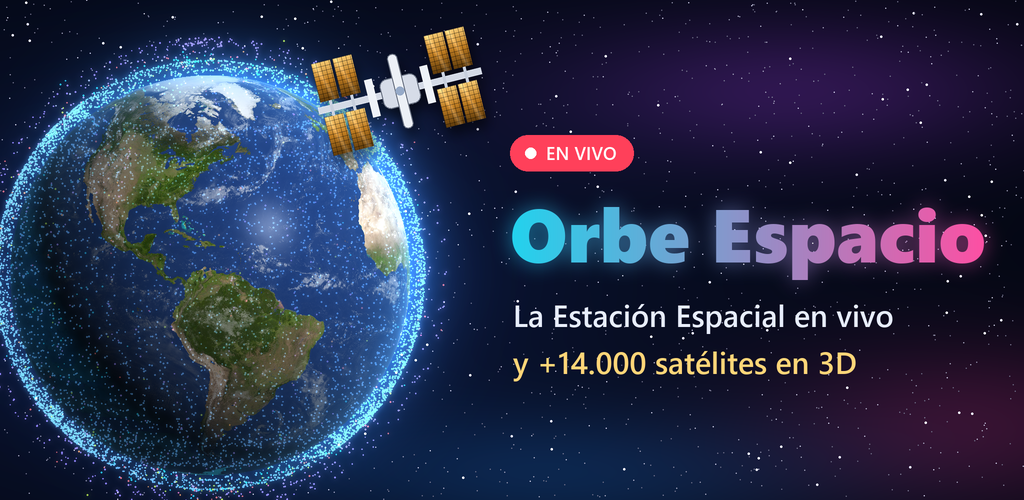 EN VIVO
Orbe Espacio
La Estación Espacial en vivo
y +14.000 satélites en 3D